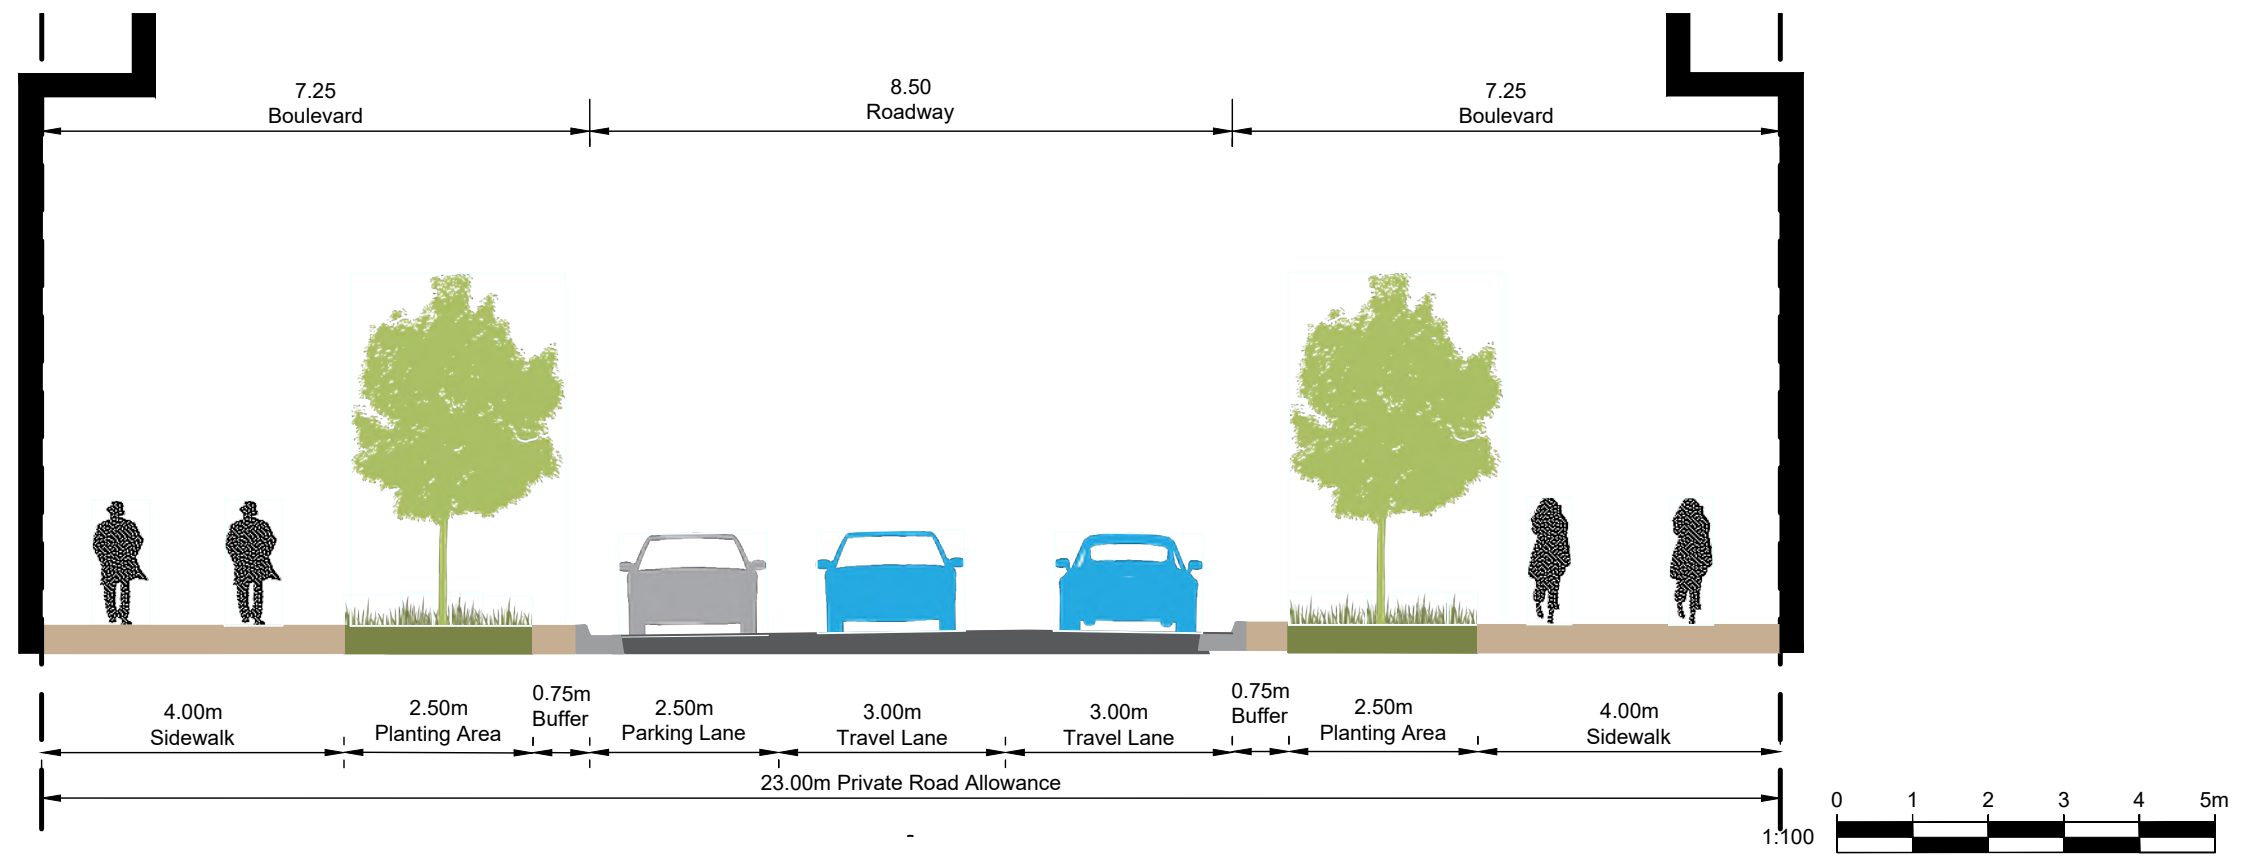 7.25
Boulevard
8.50
Roadway
7.25
Boulevard
4.00m
Sidewalk
2.50m
Planting Area
0.75m
Buffer
2.50m
Parking Lane
3.00m
Travel Lane
3.00m
Travel Lane
0.75m
Buffer
2.50m
Planting Area
4.00m
Sidewalk
23.00m Private Road Allowance
-
0 1 2 3 4 5m
1:100